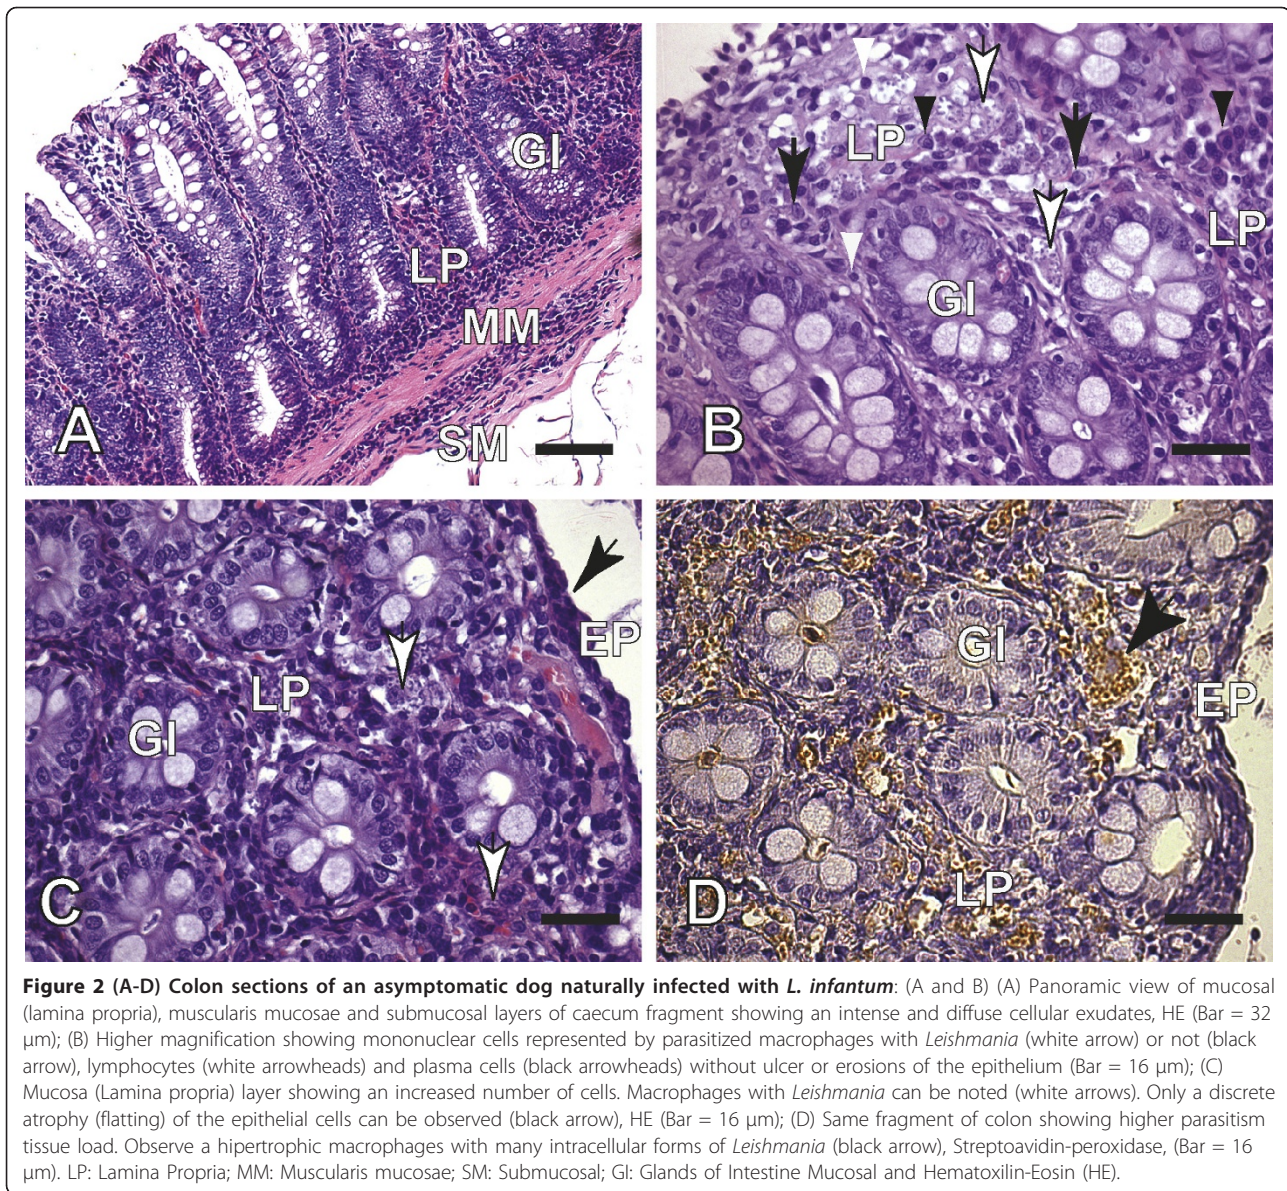 GI
LP
MM
SM
A
LP
LP
GI
B
EP
LP
GI
C
GI
EP
LP
D
Figure 2 (A-D) Colon sections of an asymptomatic dog naturally infected with L. infantum: (A and B) (A) Panoramic view of mucosal
(lamina propria), muscularis mucosae and submucosal layers of caecum fragment showing an intense and diffuse cellular exudates, HE (Bar = 32
μm); (B) Higher magnification showing mononuclear cells represented by parasitized macrophages with Leishmania (white arrow) or not (black
arrow), lymphocytes (white arrowheads) and plasma cells (black arrowheads) without ulcer or erosions of the epithelium (Bar = 16 μm); (C)
Mucosa (Lamina propria) layer showing an increased number of cells. Macrophages with Leishmania can be noted (white arrows). Only a discrete
atrophy (flatting) of the epithelial cells can be observed (black arrow), HE (Bar = 16 μm); (D) Same fragment of colon showing higher parasitism
tissue load. Observe a hipertrophic macrophages with many intracellular forms of Leishmania (black arrow), Streptoavidin-peroxidase, (Bar = 16
μm). LP: Lamina Propria; MM: Muscularis mucosae; SM: Submucosal; GI: Glands of Intestine Mucosal and Hematoxilin-Eosin (HE).